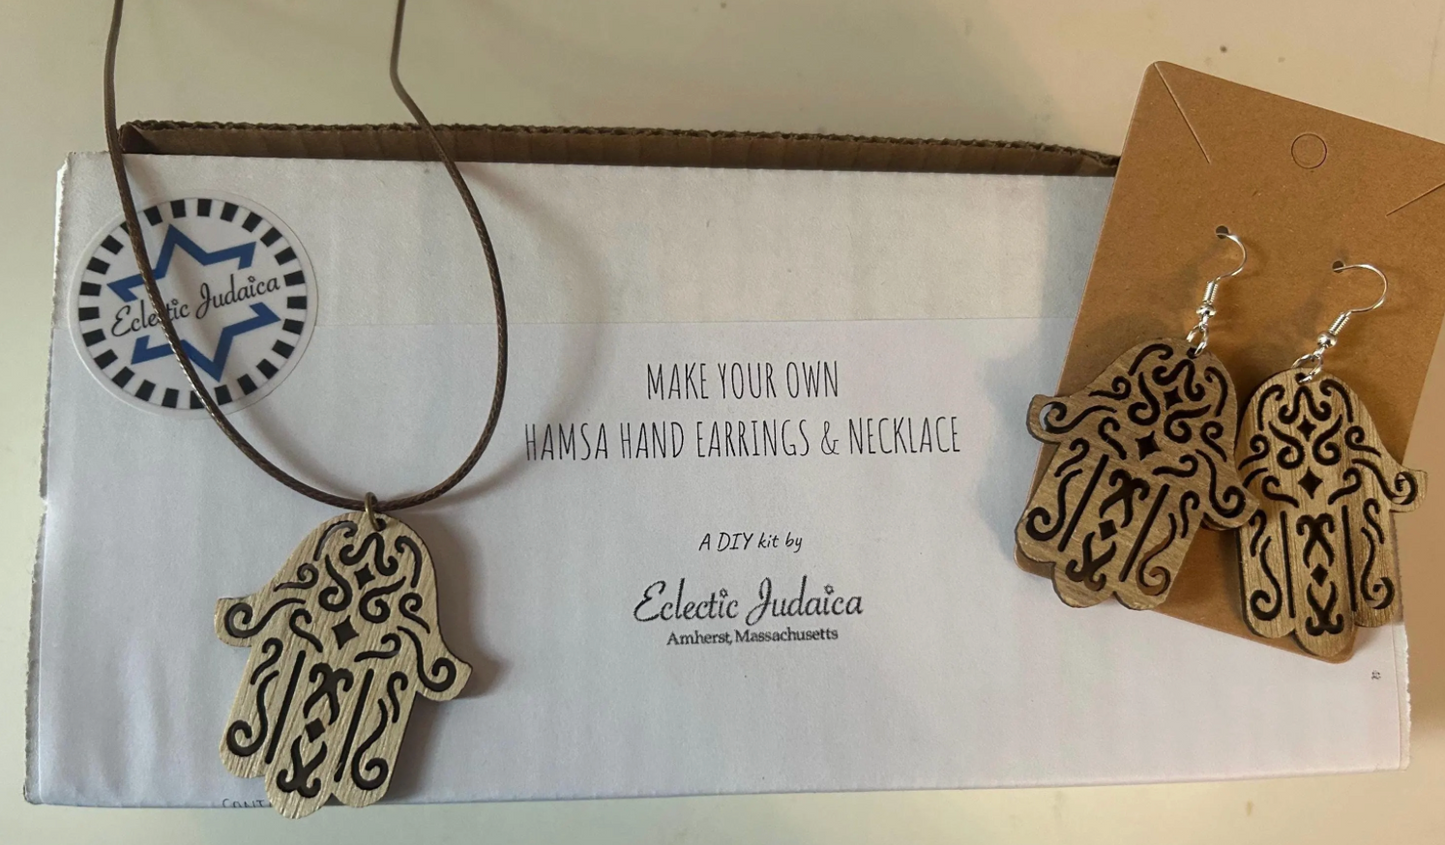 Eclectic Judaica
MAKE YOUR OWN
HAMSA HAND EARRINGS & NECKLACE
A DIY kit by
Eclectic Judaica
Amherst, Massachusetts